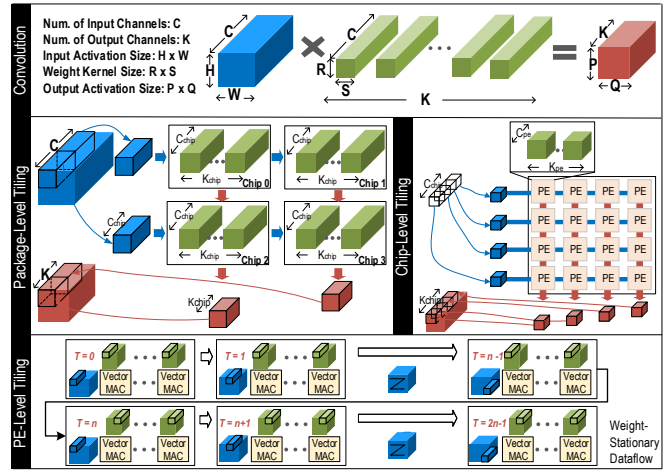 Convolution
Num. of Input Channels: C
Num. of Output Channels: K
Input Activation Size: H x W
Weight Kernel Size: R x S
Output Activation Size: P x Q
C
H
W
C
R
S
K
K
P
Q
Package-Level Tiling
C
Cchip
Cchip
Kchip
Chip 0
Cchip
Kchip
Chip 1
Cchip
Cchip
Kchip
Chip 2
Cchip
Kchip
Chip 3
K
Kchip
Chip-Level Tiling
Cpe
Kpe
Cchip
PE PE PE PE
PE PE PE PE
PE PE PE PE
PE PE PE PE
Kchip
PE-Level Tiling
T = 0
Vector MAC
Vector MAC
T = 1
Vector MAC
Vector MAC
T = n-1
Vector MAC
Vector MAC
T = n
Vector MAC
Vector MAC
T = n+1
Vector MAC
Vector MAC
T = 2n-1
Vector MAC
Vector MAC
Weight-
Stationary
Dataflow